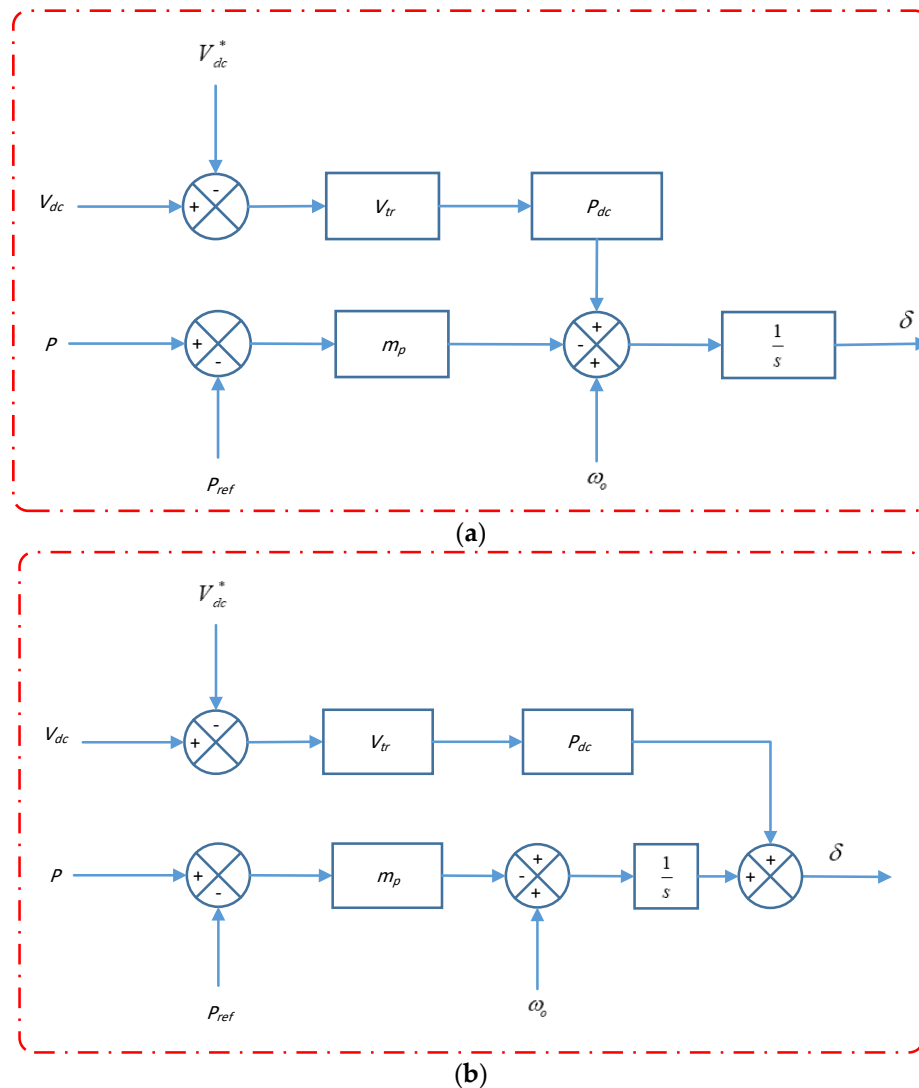 V*dc
-
Vdc + Vtr Pdc
+
P + mp - 1/s δ
- +
Pref ωo
(a)
V*dc
-
Vdc + Vtr Pdc
+ +
P + mp - 1/s + δ
- +
Pref ωo
(b)